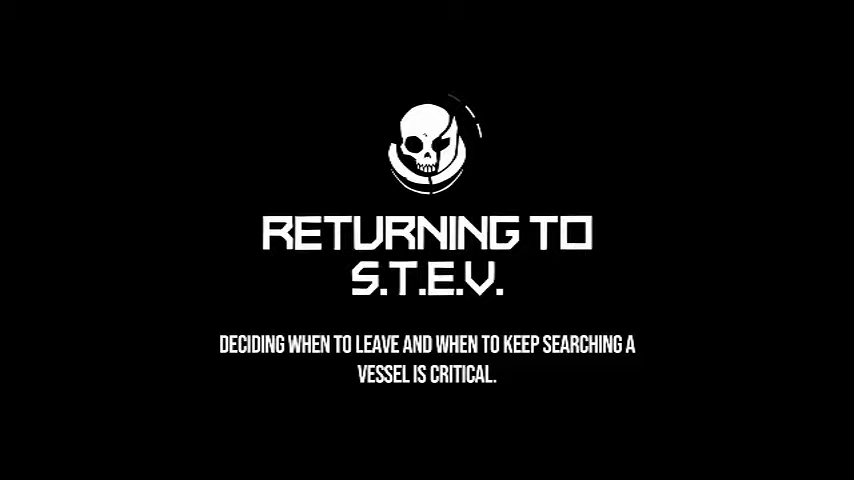 RETURNING TO
S.T.E.V.
DECIDING WHEN TO LEAVE AND WHEN TO KEEP SEARCHING A
VESSEL IS CRITICAL.